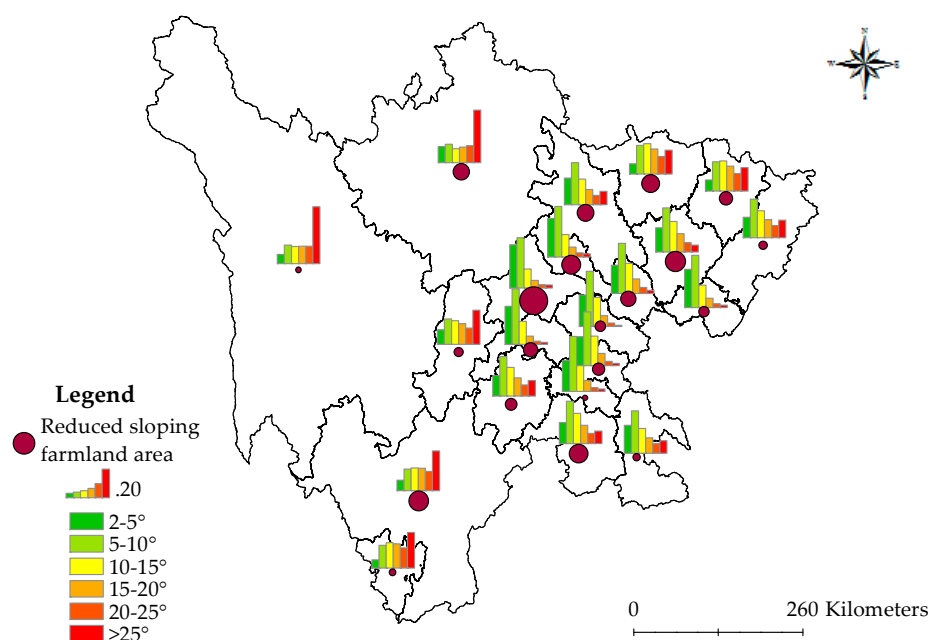 N
W E
S
Legend
Reduced sloping
farmland area
.20
2-5°
5-10°
10-15°
15-20°
20-25°
>25°
0 260 Kilometers